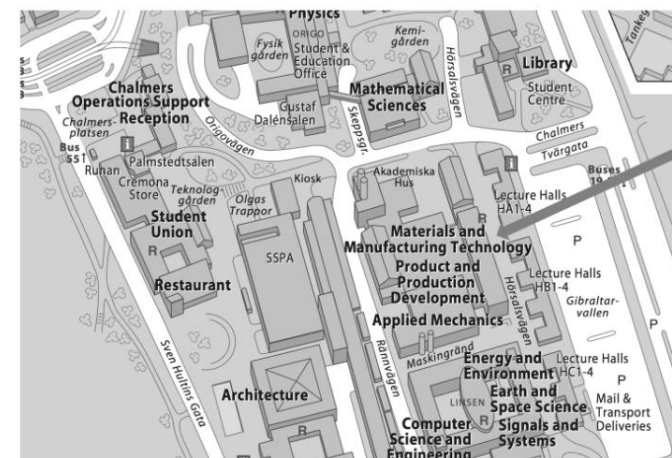 Physics
ORIGO
Fysik
gården
Student &
Education
Office
Kemi-
gården
Hörsalsvägen
Library
R
Student
Centre
Tankeg
Chalmers
Operations Support
Reception
Mathematical
Sciences
Gustaf
Dalénsalen
Skeppsgr.
Origovägen
Chalmers-
platsen
Bus
55
Runan
i
Palmstedtsalen
Cremona
Store
Teknolog-
gården
Olgas
Trappor
Kiosk
Akademiska
Hus
i
Chalmers
Tvärgata
Buses
Lecture Halls
HA1-4
R
Student
Union
R
Restaurant
SSPA
Materials and
Manufacturing Technology
Product and
Production
Development
P
Lecture Halls
HB1-4
Hörsalsvägen
Gibraltar-
vallen
P
Applied Mechanics
Maskingränd
Rännvägen
Sven Hultins Gata
Architecture
R
Energy and
Environment
Lecture Halls
HC1-4
Earth and
Space Science
LINSEN
R
Signals and
Systems
P
Mail &
Transport
Deliveries
Computer
Science and
Engineering